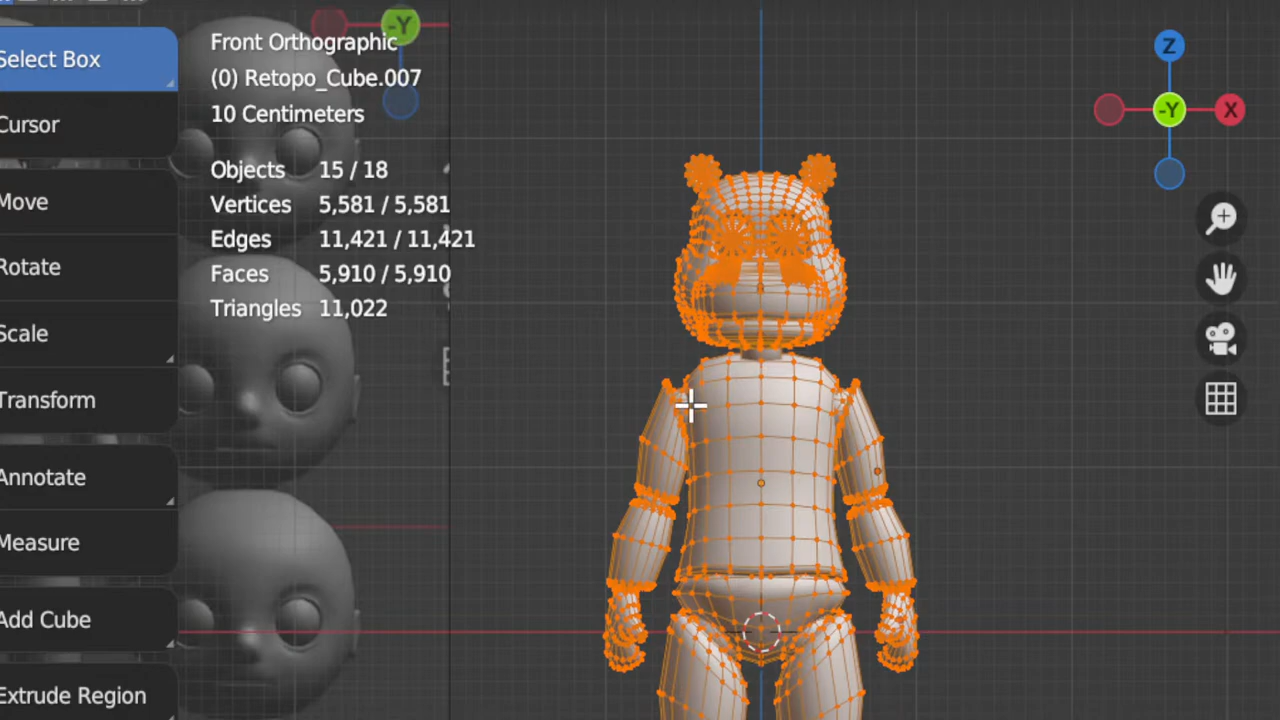 Select Box
Cursor
Move
Rotate
Scale
Transform
Annotate
Measure
Add Cube
Extrude Region
-Y
Front Orthographic
(0) Retopo_Cube.007
10 Centimeters
Objects 15 / 18
Vertices 5,581 / 5,581
Edges 11,421 / 11,421
Faces 5,910 / 5,910
Triangles 11,022
Z
-Y
X